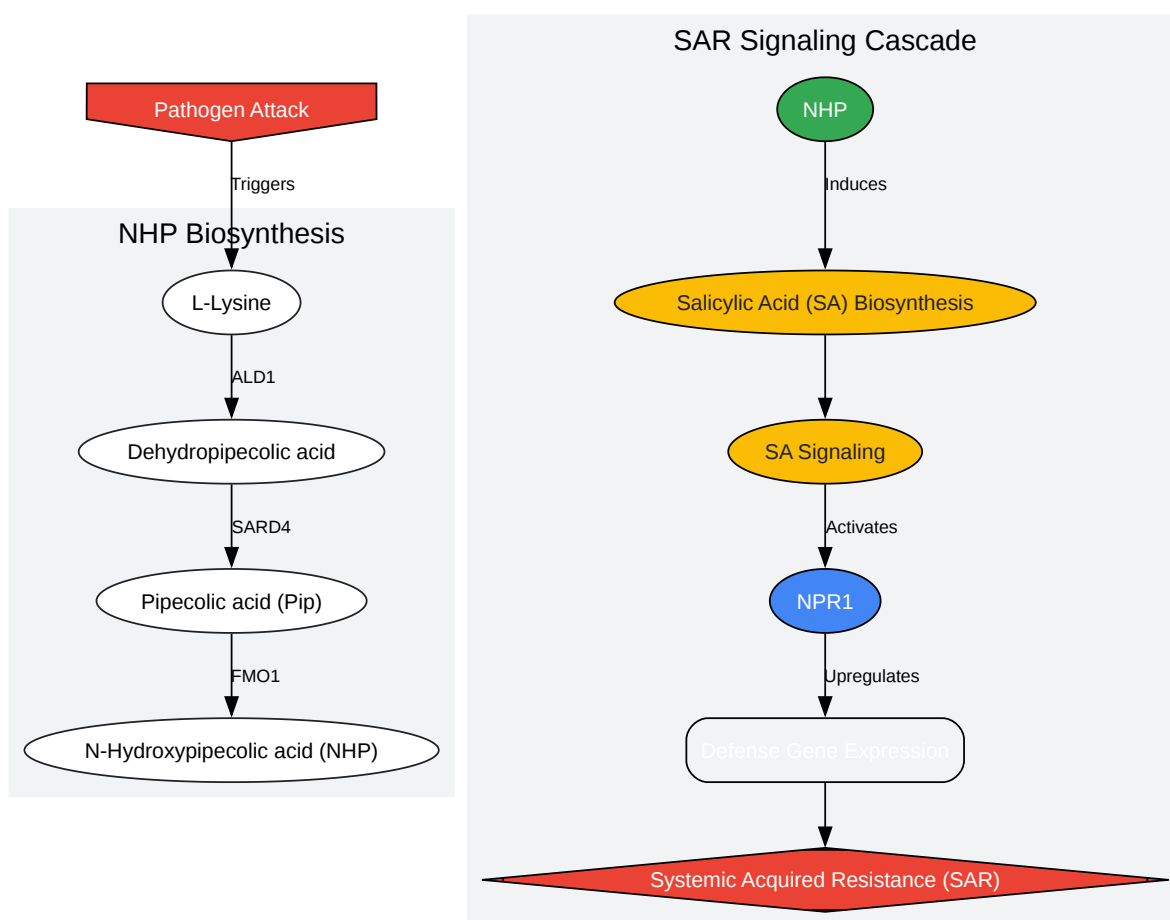 Pathogen Attack
Triggers
NHP Biosynthesis
L-Lysine
ALD1
Dehydropipecolic acid
SARD4
Pipecolic acid (Pip)
FMO1
N-Hydroxypipecolic acid (NHP)
SAR Signaling Cascade
NHP
Induces
Salicylic Acid (SA) Biosynthesis
SA Signaling
Activates
NPR1
Upregulates
Defense Gene Expression
Systemic Acquired Resistance (SAR)